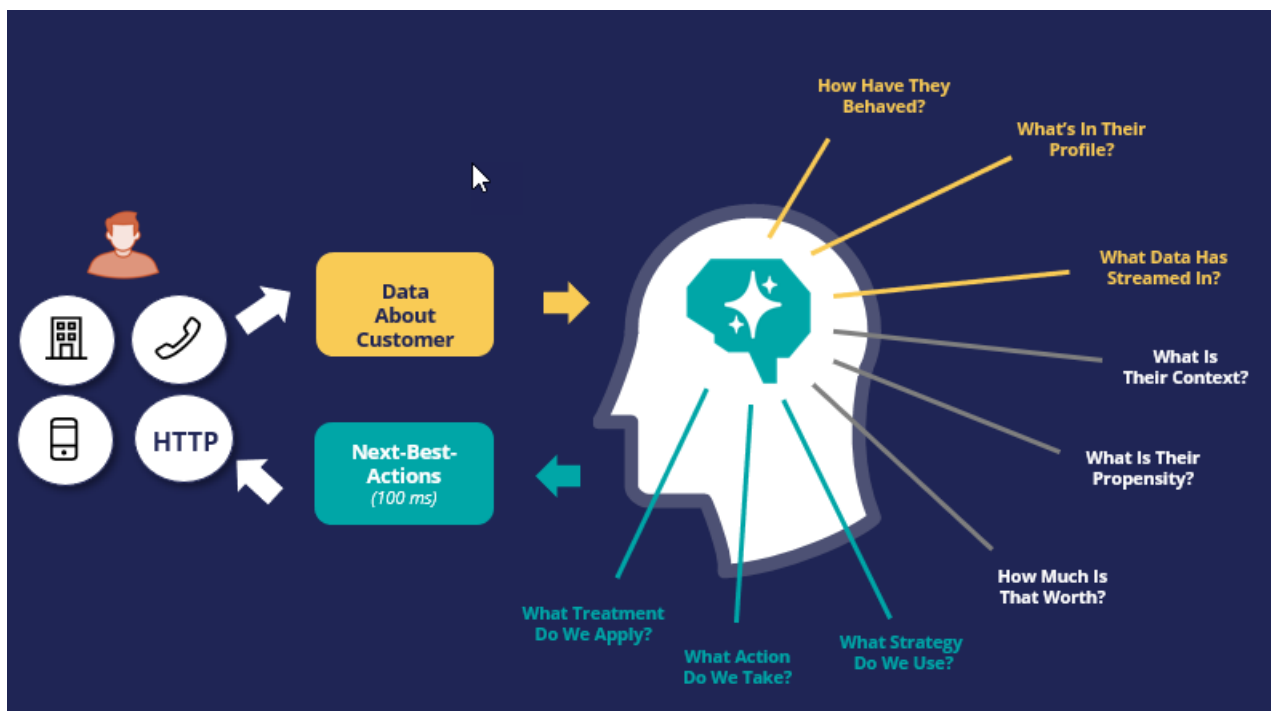 How Have They
Behaved?
What's In Their
Profile?
What Data Has
Streamed In?
Data
About
Customer
What Is
Their Context?
HTTP
Next-Best-
Actions
(100 ms)
What Is Their
Propensity?
How Much Is
That Worth?
What Treatment
Do We Apply?
What Action
Do We Take?
What Strategy
Do We Use?